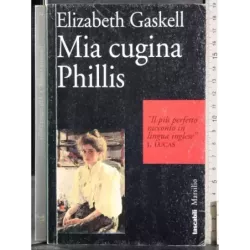 Elizabeth Gaskell
Mia cugina
Phillis
"Il più perfetto
racconto in
lingua inglese"
L. LUCAS
tascabili Marsilio